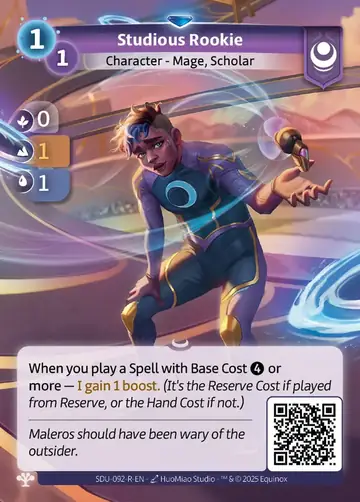 1
Studious Rookie
1
Character - Mage, Scholar
0
1
1
When you play a Spell with Base Cost 4 or
more — I gain 1 boost. (It's the Reserve Cost if played
from Reserve, or the Hand Cost if not.)
Maleros should have been wary of the
outsider.
SDU-092-R-EN - HuoMiao Studio - ™ & © 2025 Equinox